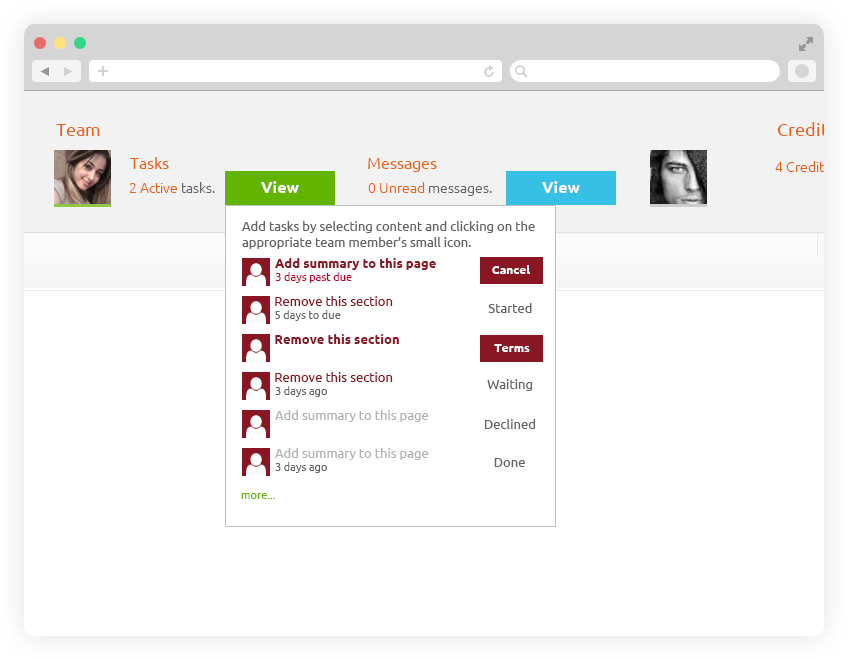 Team
Credit
Tasks
Messages
2 Active tasks.
View
0 Unread messages.
View
4 Credit
Add tasks by selecting content and clicking on the
appropriate team member's small icon.
Add summary to this page
3 days past due
Cancel
Remove this section
5 days to due
Started
Remove this section
Terms
Remove this section
3 days ago
Waiting
Add summary to this page
Declined
Add summary to this page
3 days ago
Done
more...